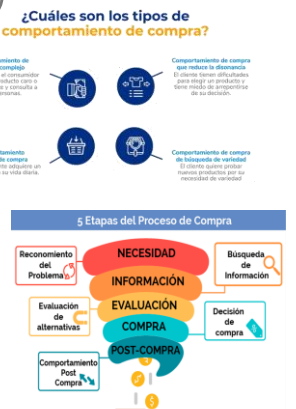 ¿Cuáles son los tipos de
comportamiento de compra?
miento de
complejo
el consumidor
ducto caro o
y consulta a
ersonas.
Comportamiento de compra
que reduce la disonancia
El cliente tienen dificultades
para elegir un producto y
tiene miedo de arrepentirse
de su decisión.
tamiento
de compra
te adquiere un
su vida diaria.
Comportamiento de compra
de búsqueda de variedad
El cliente quiere probar
nuevos productos por su
necesidad de variedad
5 Etapas del Proceso de Compra
Reconomiento
del
Problema
NECESIDAD
Búsqueda
de
Información
INFORMACIÓN
Evaluación
de
alternativas
EVALUACIÓN
Decisión
de
compra
COMPRA
POST-COMPRA
Comportamiento
Post
Compra